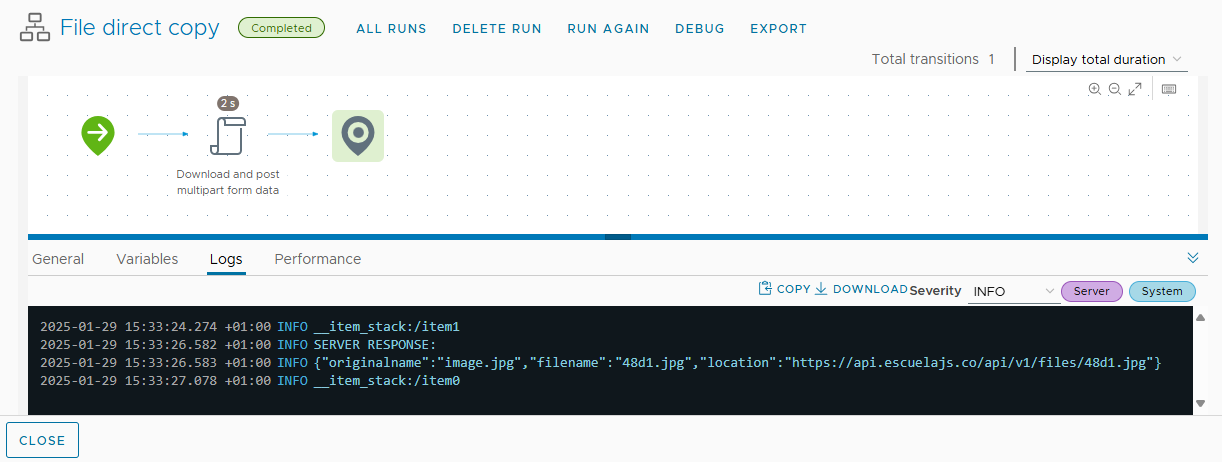 File direct copy Completed ALL RUNS DELETE RUN RUN AGAIN DEBUG EXPORT
Total transitions 1 Display total duration
2 s
Download and post
multipart form data
General Variables Logs Performance
COPY DOWNLOAD Severity INFO Server System
2025-01-29 15:33:24.274 +01:00 INFO __item_stack:/item1
2025-01-29 15:33:26.582 +01:00 INFO SERVER RESPONSE:
2025-01-29 15:33:26.583 +01:00 INFO {"originalname":"image.jpg","filename":"48d1.jpg","location":"https://api.escuelajs.co/api/v1/files/48d1.jpg"}
2025-01-29 15:33:27.078 +01:00 INFO __item_stack:/item0
CLOSE